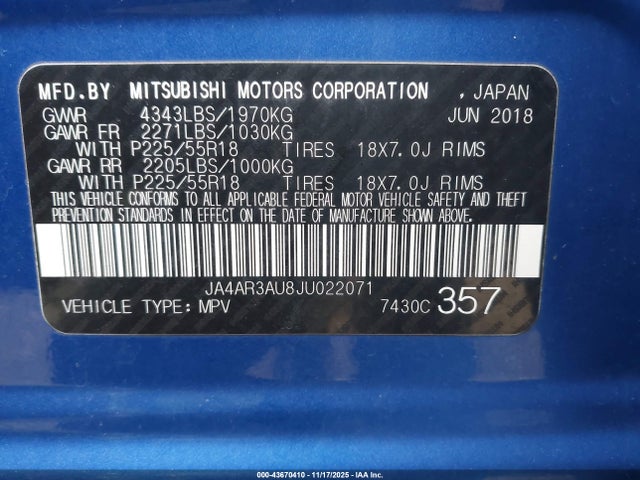 MFD.BY MITSUBISHI MOTORS CORPORATION , JAPAN
GVWR 4343LBS/1970KG JUN 2018
GAWR FR 2271LBS/1030KG
WITH P225/55R18 TIRES 18X7.0J RIMS
GAWR RR 2205LBS/1000KG
WITH P225/55R18 TIRES 18X7.0J RIMS
THIS VEHICLE CONFORMS TO ALL APPLICABLE FEDERAL MOTOR VEHICLE SAFETY AND THEFT
PREVENTION STANDARDS IN EFFECT ON THE DATE OF MANUFACTURE SHOWN ABOVE.
JA4AR3AU8JU022071
VEHICLE TYPE: MPV 7430C 357
000-43670410 - 11/17/2025 - IAA Inc.